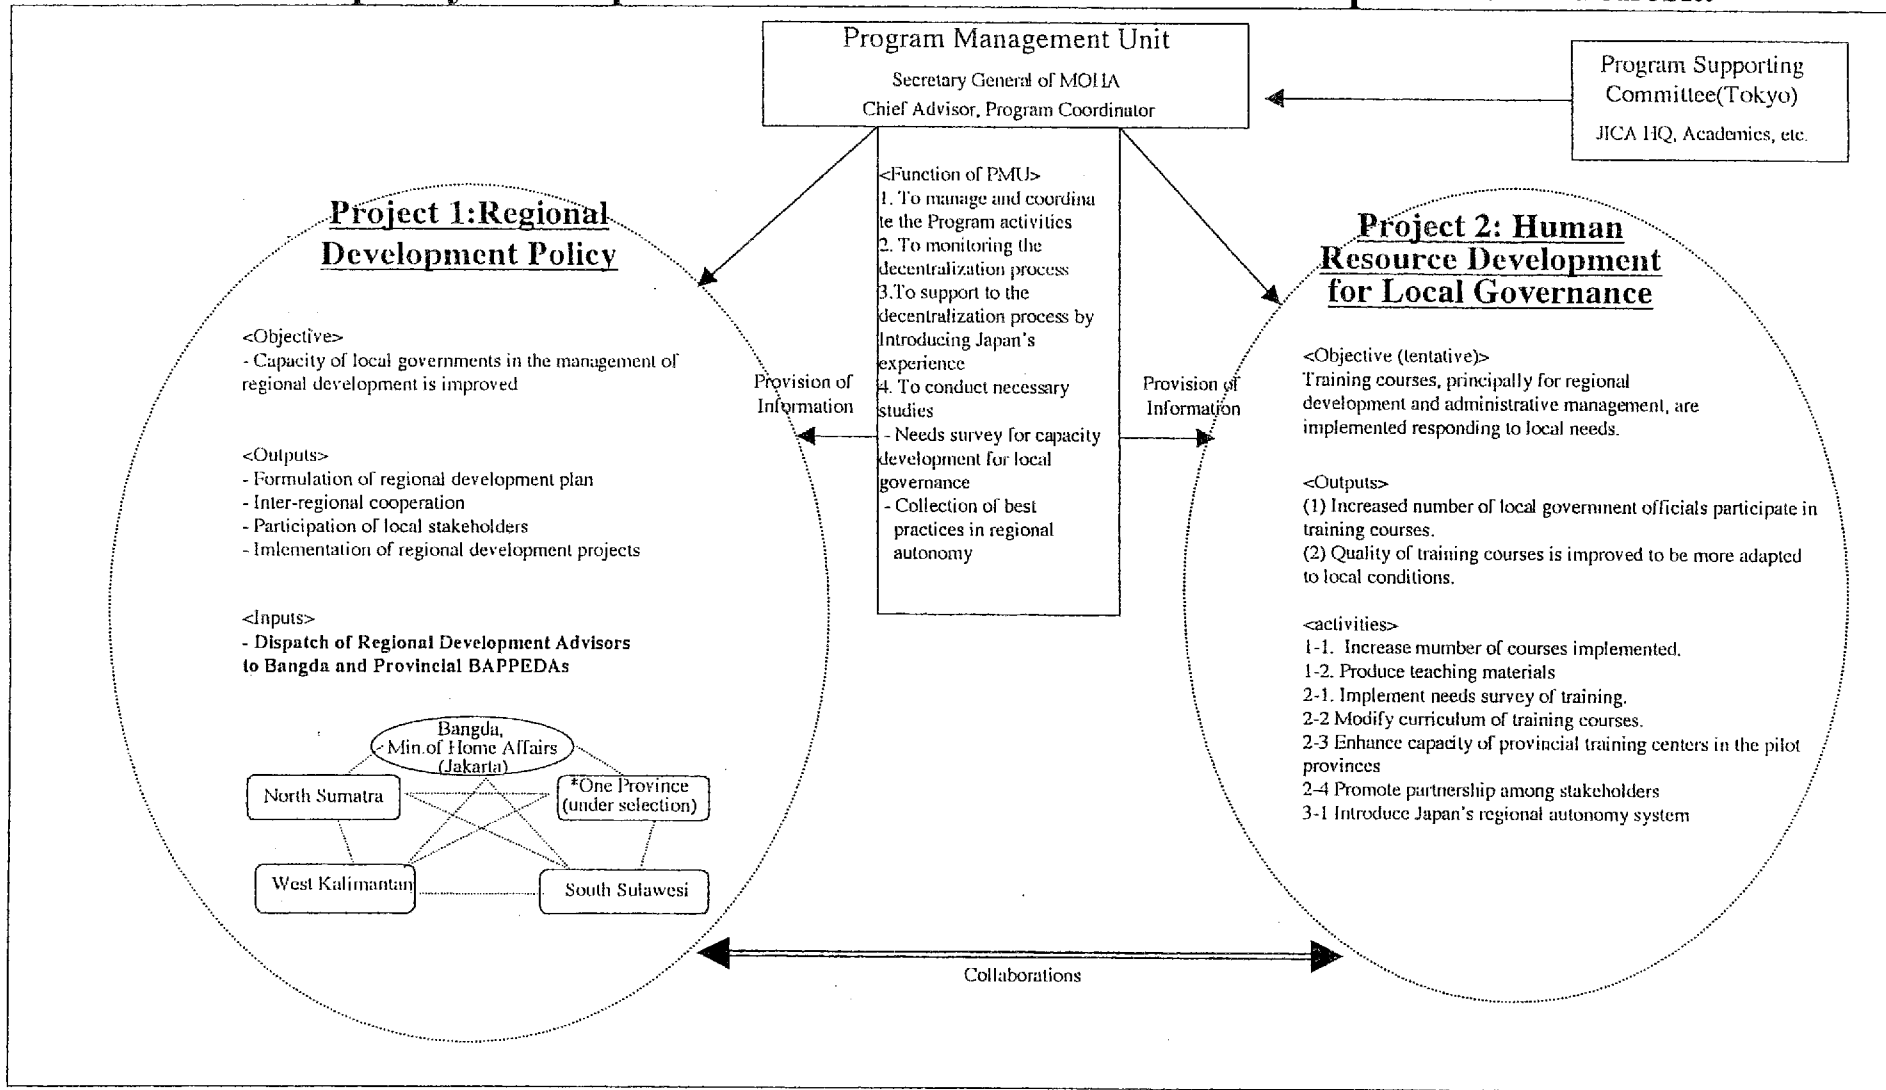 Program Management Unit
Secretary General of MOHA
Chief Advisor, Program Coordinator
Program Supporting
Committee(Tokyo)
JICA HQ, Academics, etc.
<Function of PMU>
1. To manage and coordina
te the Program activities
2. To monitoring the
decentralization process
3.To support to the
decentralization process by
Introducing Japan's
experience
4. To conduct necessary
studies
- Needs survey for capacity
development for local
governance
- Collection of best
practices in regional
autonomy
Project 1:Regional
Development Policy
<Objective>
- Capacity of local governments in the management of
regional development is improved
<Outputs>
- Formulation of regional development plan
- Inter-regional cooperation
- Participation of local stakeholders
- Imlementation of regional development projects
<Inputs>
- Dispatch of Regional Development Advisors
to Bangda and Provincial BAPPEDAs
Bangda,
Min.of Home Affairs
(Jakarta)
North Sumatra
*One Province
(under selection)
West Kalimantan
South Sulawesi
Provision of
Information
Provision of
Information
Project 2: Human
Resource Development
for Local Governance
<Objective (tentative)>
Training courses, principally for regional
development and administrative management, are
implemented responding to local needs.
<Outputs>
(1) Increased number of local government officials participate in
training courses.
(2) Quality of training courses is improved to be more adapted
to local conditions.
<activities>
1-1. Increase mumber of courses implemented.
1-2. Produce teaching materials
2-1. Implement needs survey of training.
2-2 Modify curriculum of training courses.
2-3 Enhance capacity of provincial training centers in the pilot
provinces
2-4 Promote partnership among stakeholders
3-1 Introduce Japan's regional autonomy system
Collaborations